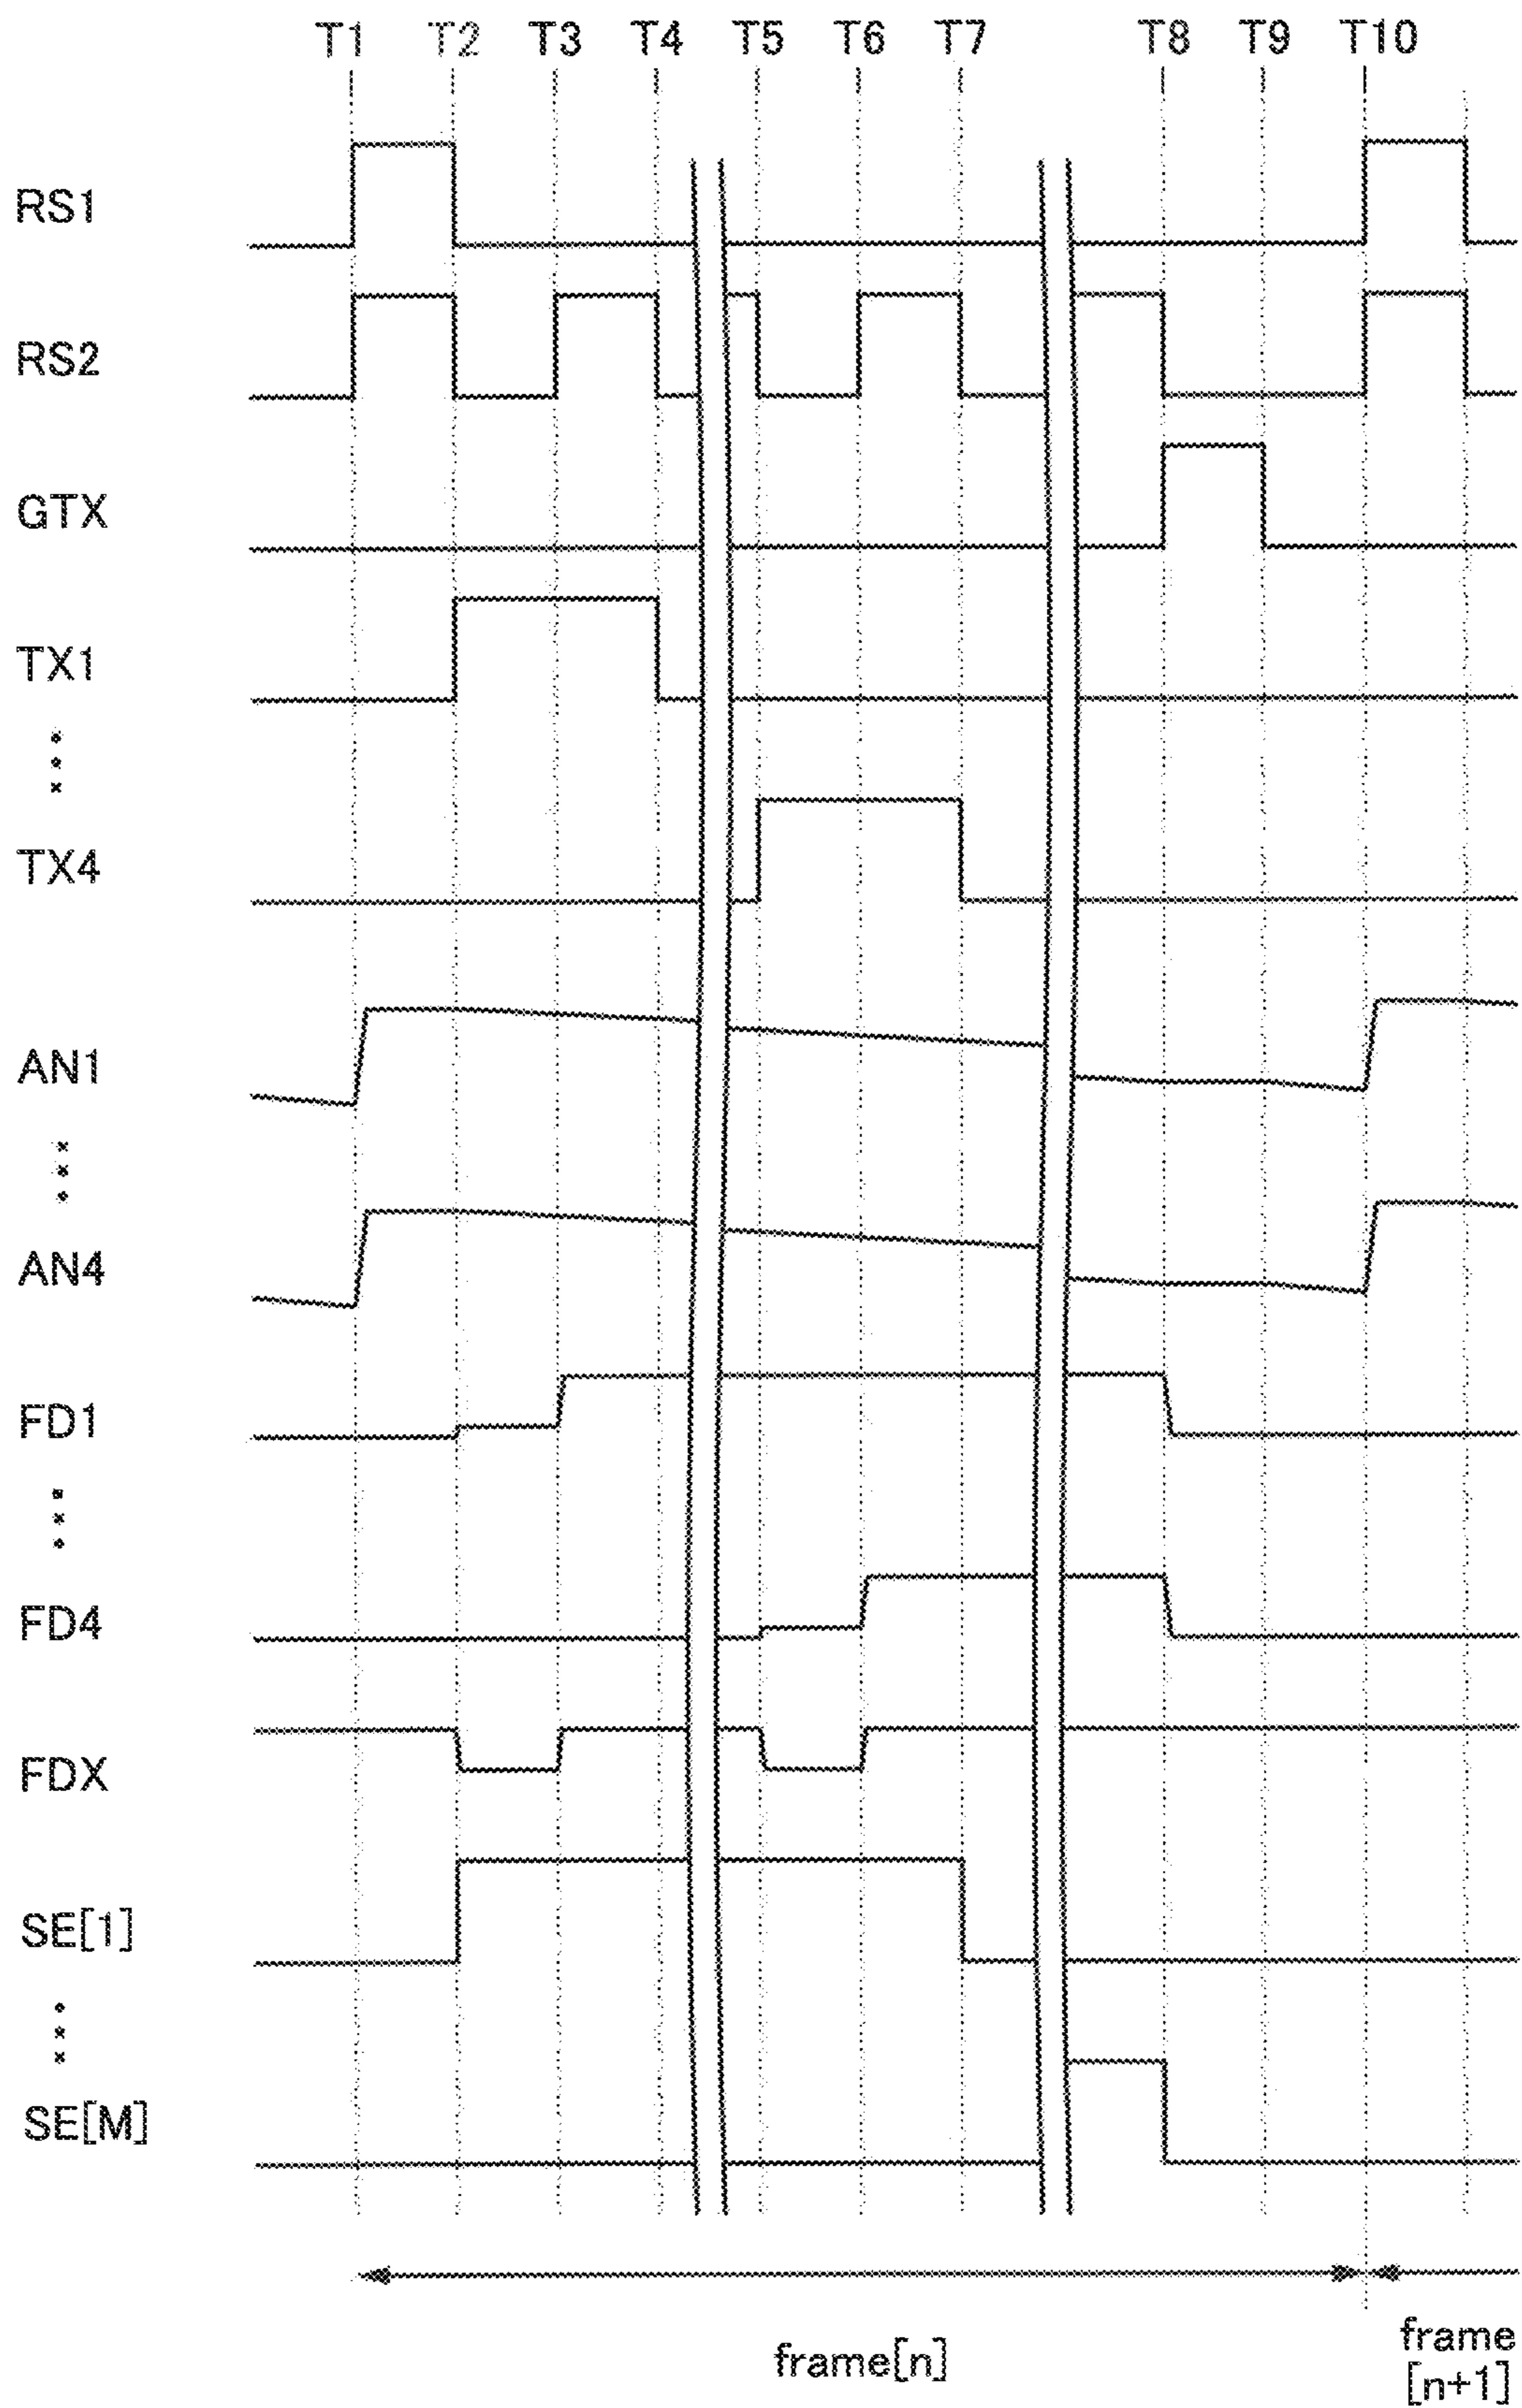 T1 T2 T3 T4 T5 T6 T7 T8 T9 T10
RS1
RS2
GTX
TX1
TX4
AN1
AN4
FD1
FD4
FDX
SE[1]
SE[M]
frame[n]
frame
[n+1]